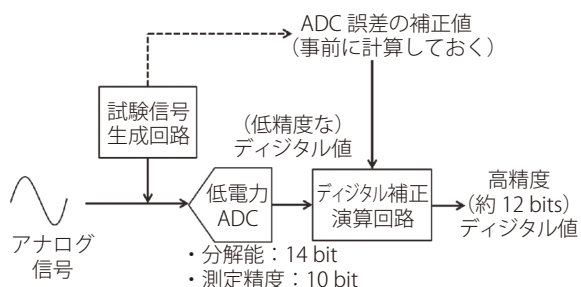 ADC 誤差の補正値
（事前に計算しておく）
試験信号
生成回路
（低精度な）
ディジタル値
低電力
ADC
ディジタル補正
演算回路
高精度
（約 12 bits）
ディジタル値
アナログ
信号
・分解能：14 bit
・測定精度：10 bit